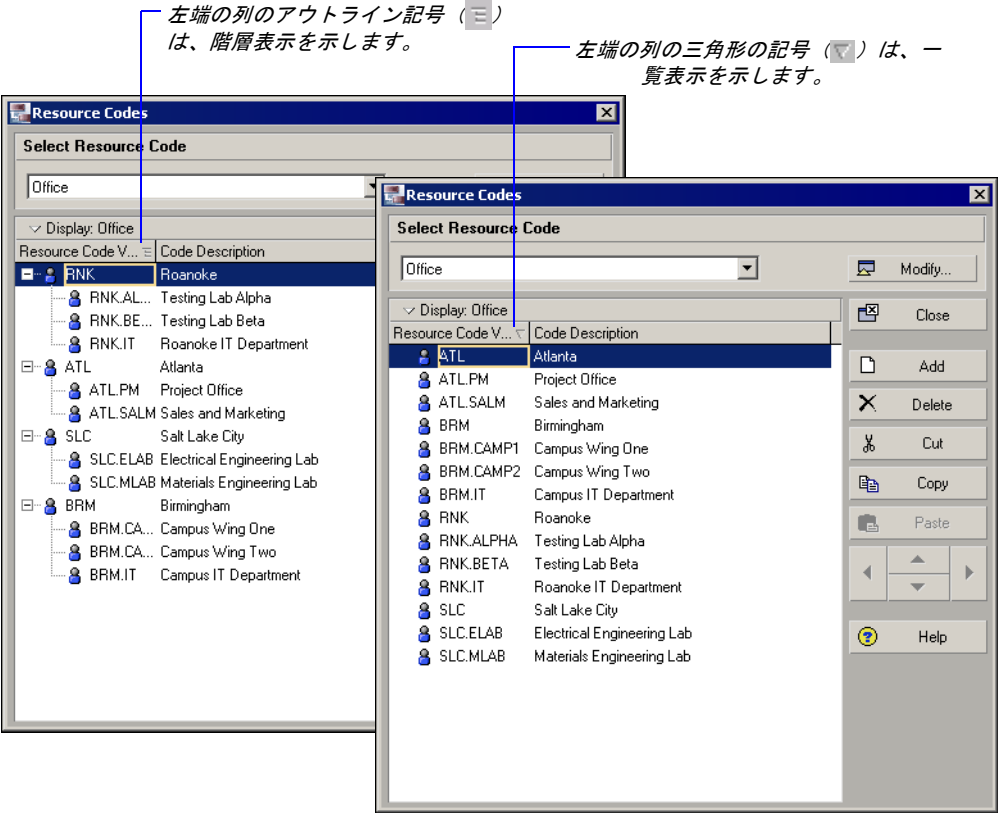 左端の列のアウトライン記号（ ）
は、階層表示を示します。
左端の列の三角形の記号（ ）は、一
覧表示を示します。
Resource Codes
Select Resource Code
Office
Display: Office
Resource Code V... Code Description
RNK Roanoke
RNK.AL... Testing Lab Alpha
RNK.BE... Testing Lab Beta
RNK.IT Roanoke IT Department
ATL Atlanta
ATL.PM Project Office
ATL.SALM Sales and Marketing
SLC Salt Lake City
SLC.ELAB Electrical Engineering Lab
SLC.MLAB Materials Engineering Lab
BRM Birmingham
BRM.CA... Campus Wing One
BRM.CA... Campus Wing Two
BRM.IT Campus IT Department
Resource Codes
Select Resource Code
Office
Modify...
Display: Office
Resource Code V... Code Description
ATL Atlanta
ATL.PM Project Office
ATL.SALM Sales and Marketing
BRM Birmingham
BRM.CAMP1 Campus Wing One
BRM.CAMP2 Campus Wing Two
BRM.IT Campus IT Department
RNK Roanoke
RNK.ALPHA Testing Lab Alpha
RNK.BETA Testing Lab Beta
RNK.IT Roanoke IT Department
SLC Salt Lake City
SLC.ELAB Electrical Engineering Lab
SLC.MLAB Materials Engineering Lab
Close
Add
Delete
Cut
Copy
Paste
Help